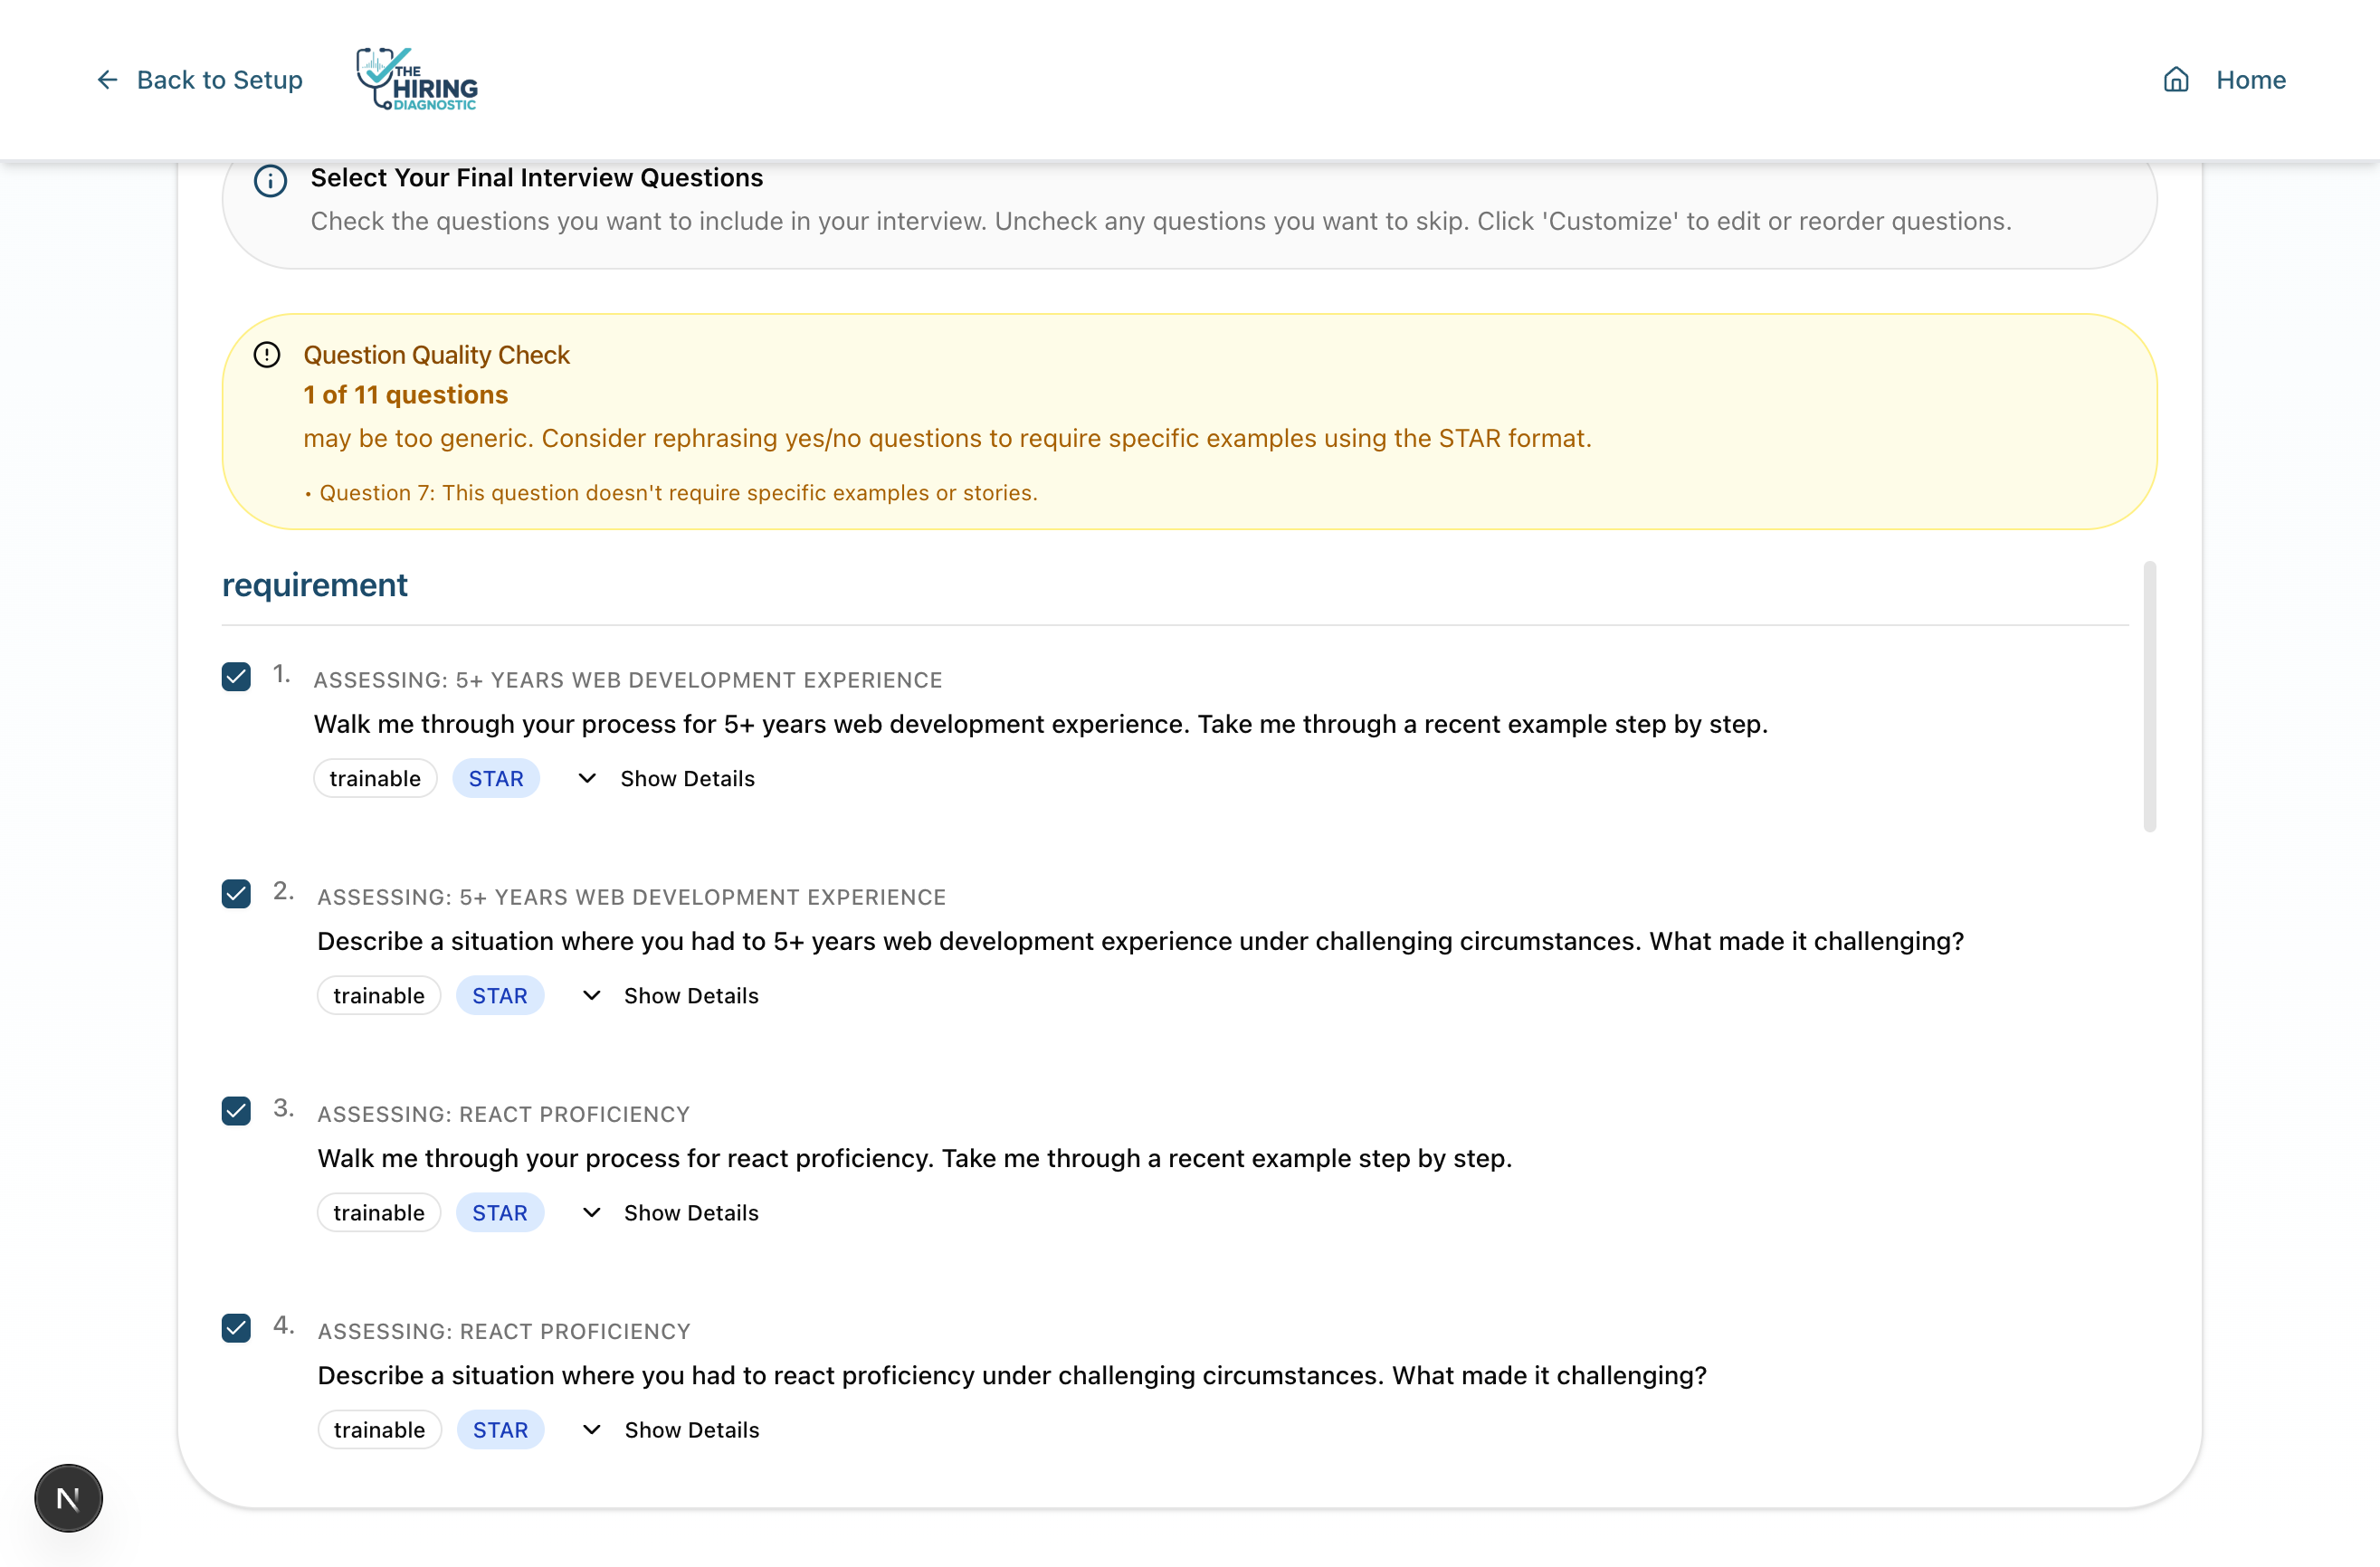 Back to Setup
THE
HIRING
DIAGNOSTIC
Home
Select Your Final Interview Questions
Check the questions you want to include in your interview. Uncheck any questions you want to skip. Click 'Customize' to edit or reorder questions.
Question Quality Check
1 of 11 questions
may be too generic. Consider rephrasing yes/no questions to require specific examples using the STAR format.
• Question 7: This question doesn't require specific examples or stories.
requirement
1. ASSESSING: 5+ YEARS WEB DEVELOPMENT EXPERIENCE
Walk me through your process for 5+ years web development experience. Take me through a recent example step by step.
trainable STAR Show Details
2. ASSESSING: 5+ YEARS WEB DEVELOPMENT EXPERIENCE
Describe a situation where you had to 5+ years web development experience under challenging circumstances. What made it challenging?
trainable STAR Show Details
3. ASSESSING: REACT PROFICIENCY
Walk me through your process for react proficiency. Take me through a recent example step by step.
trainable STAR Show Details
4. ASSESSING: REACT PROFICIENCY
Describe a situation where you had to react proficiency under challenging circumstances. What made it challenging?
trainable STAR Show Details
N